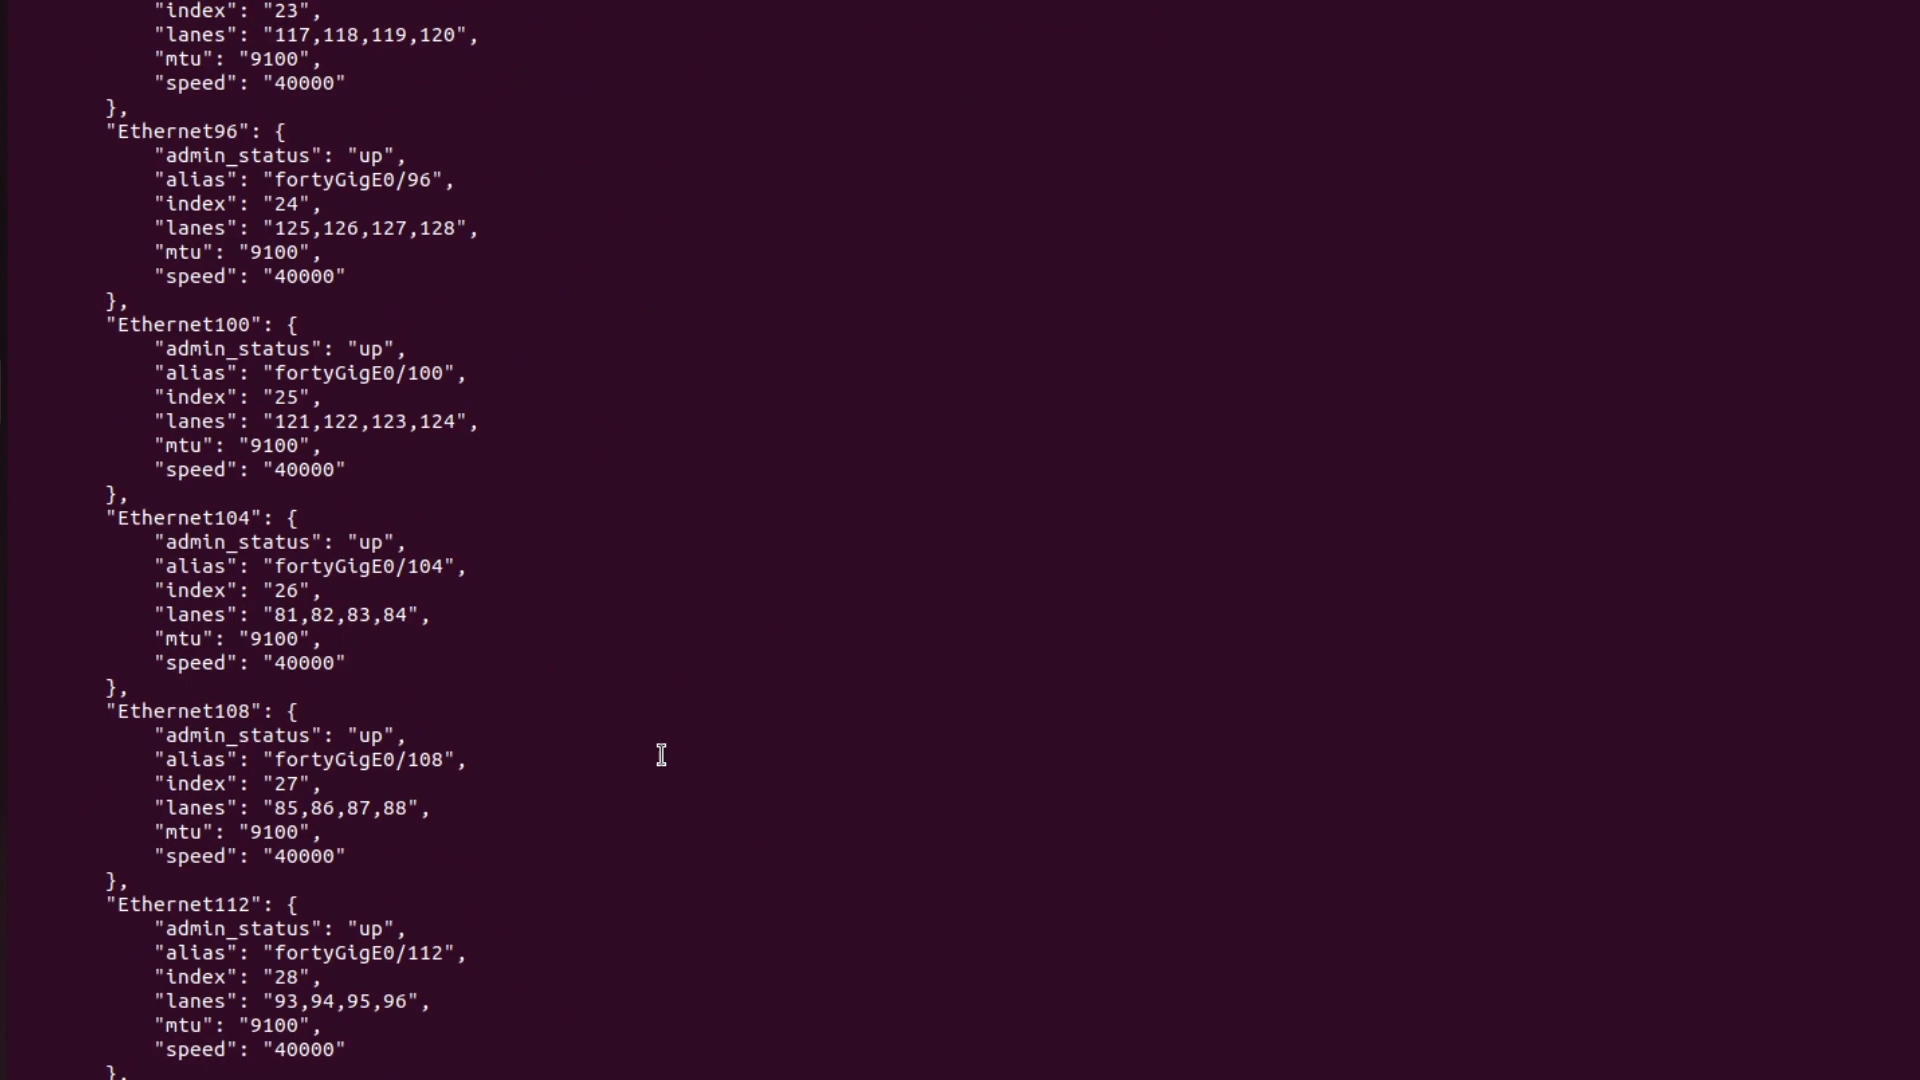 "index": "23",
"lanes": "117,118,119,120",
"mtu": "9100",
"speed": "40000"
},
"Ethernet96": {
"admin_status": "up",
"alias": "fortyGigE0/96",
"index": "24",
"lanes": "125,126,127,128",
"mtu": "9100",
"speed": "40000"
},
"Ethernet100": {
"admin_status": "up",
"alias": "fortyGigE0/100",
"index": "25",
"lanes": "121,122,123,124",
"mtu": "9100",
"speed": "40000"
},
"Ethernet104": {
"admin_status": "up",
"alias": "fortyGigE0/104",
"index": "26",
"lanes": "81,82,83,84",
"mtu": "9100",
"speed": "40000"
},
"Ethernet108": {
"admin_status": "up",
"alias": "fortyGigE0/108",
"index": "27",
"lanes": "85,86,87,88",
"mtu": "9100",
"speed": "40000"
},
"Ethernet112": {
"admin_status": "up",
"alias": "fortyGigE0/112",
"index": "28",
"lanes": "93,94,95,96",
"mtu": "9100",
"speed": "40000"
},